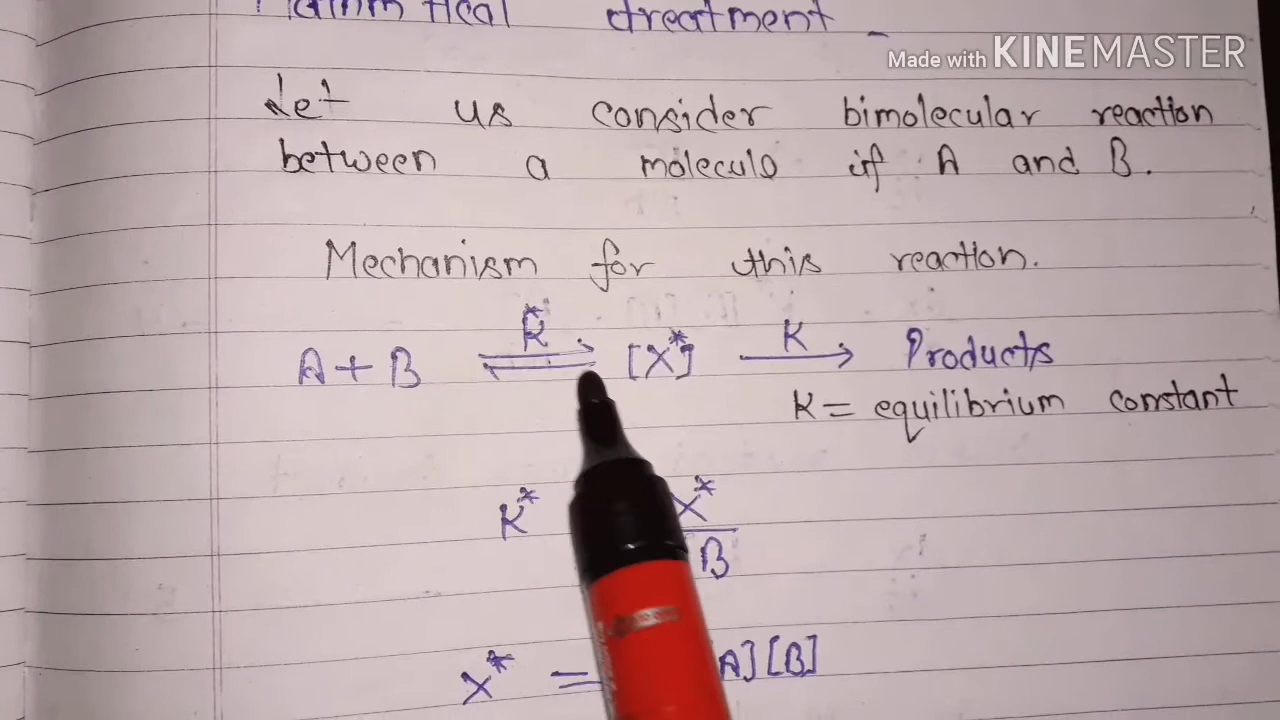 treatment
Made with KINEMASTER
Let us consider bimolecular reaction
between a molecule if A and B.
Mechanism for this reaction.
K*
K
A + B ⇌ [X*] → Products
K = equilibrium constant
K* X*
B
X* = A][B]